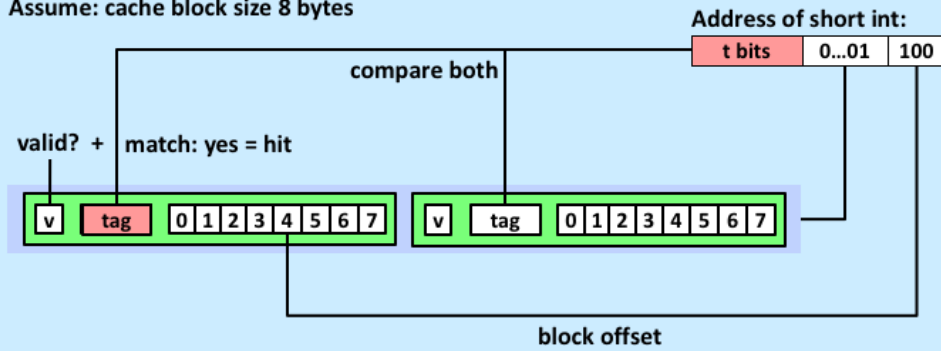 Assume: cache block size 8 bytes
Address of short int:
t bits 0…01 100
compare both
valid? + match: yes = hit
v tag 0 1 2 3 4 5 6 7 v tag 0 1 2 3 4 5 6 7
block offset